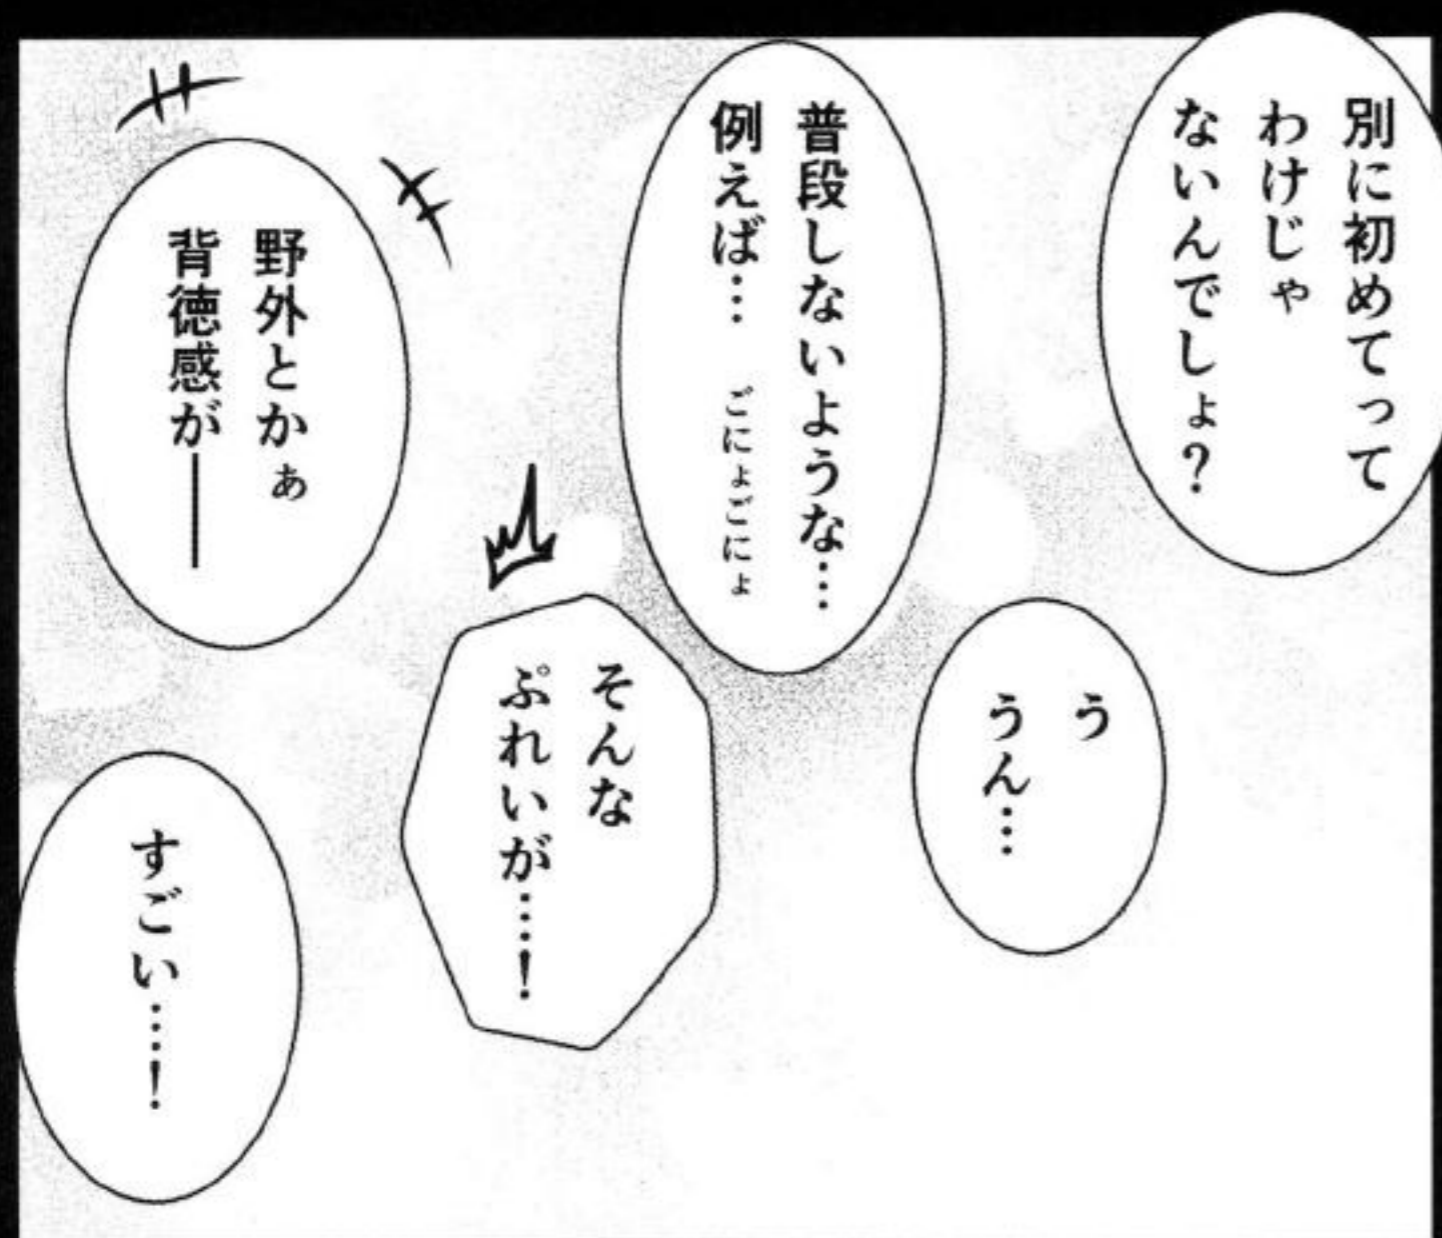 別に初めてって
わけじゃ
ないんでしょ？
う
うん…
普段しないような…
例えば… ごにょごにょ
そんな
ぷれいが……！
野外とかぁ
背徳感が――
すごい……！